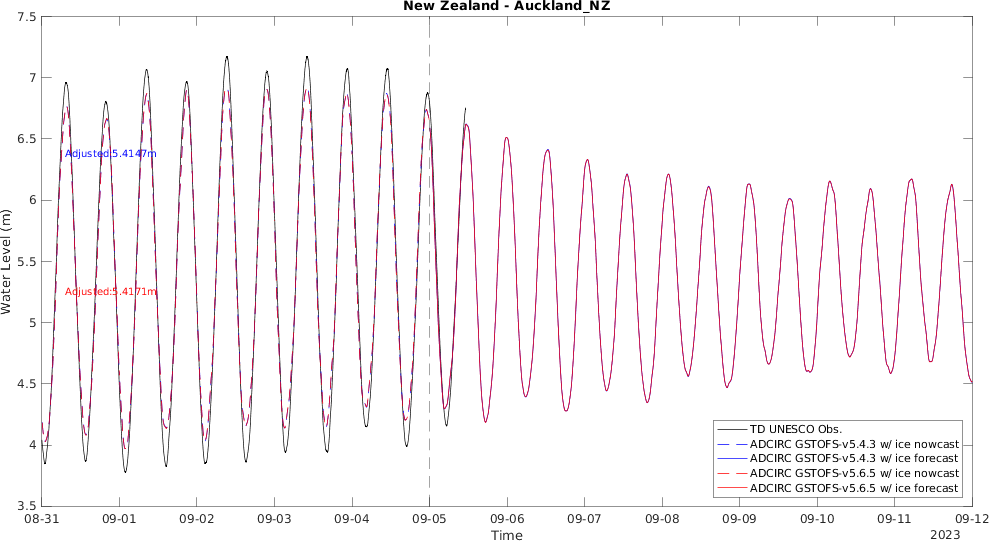 New Zealand - Auckland_NZ
7.5
7
6.5
6
5.5
5
4.5
4
3.5
Water Level (m)
Adjusted:5.4147m
Adjusted:5.4171m
TD UNESCO Obs.
ADCIRC GSTOFS-v5.4.3 w/ ice nowcast
ADCIRC GSTOFS-v5.4.3 w/ ice forecast
ADCIRC GSTOFS-v5.6.5 w/ ice nowcast
ADCIRC GSTOFS-v5.6.5 w/ ice forecast
08-31 09-01 09-02 09-03 09-04 09-05 09-06 09-07 09-08 09-09 09-10 09-11 09-12
Time
2023